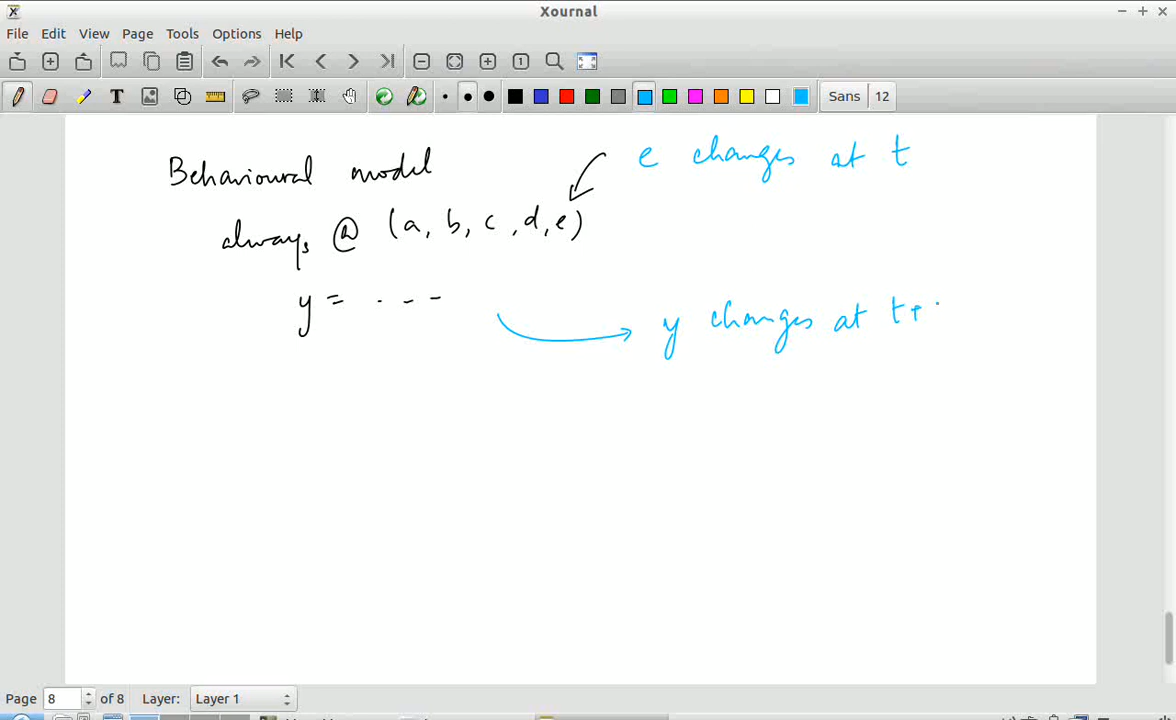 Xournal
File Edit View Page Tools Options Help
Sans 12
Behavioural model
e changes at t
always @ (a, b, c, d, e)
y = . - -
y changes at t+
Page 8 of 8 Layer: Layer 1